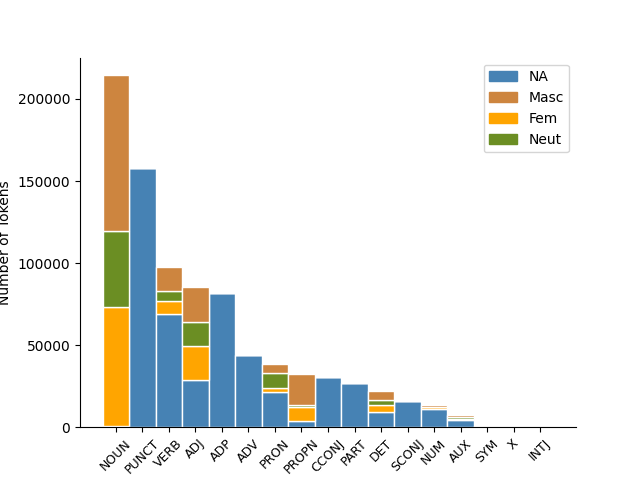 NA
Masc
Fem
Neut
200000
150000
100000
50000
0
Number of Tokens
NOUN
PUNCT
VERB
ADJ
ADP
ADV
PRON
PROPN
CCONJ
PART
DET
SCONJ
NUM
AUX
SYM
X
INTJ